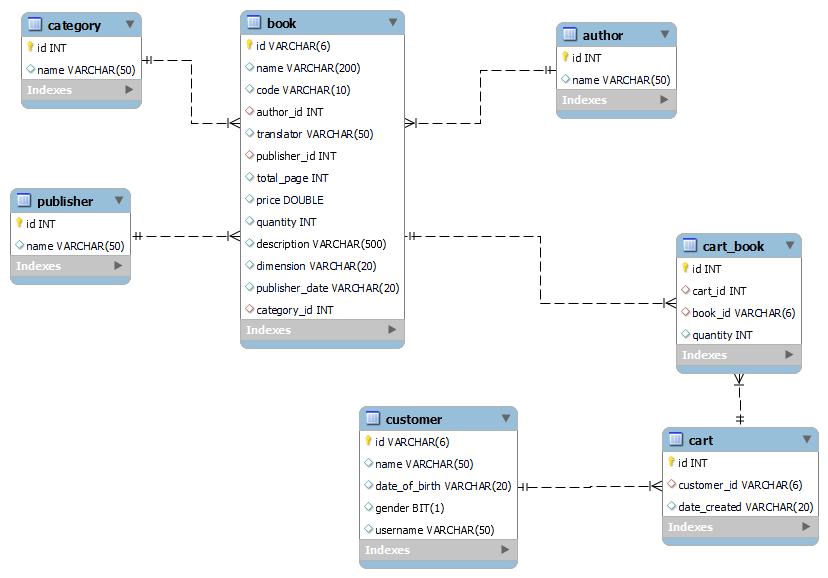 category
id INT
name VARCHAR(50)
Indexes
book
id VARCHAR(6)
name VARCHAR(200)
code VARCHAR(10)
author_id INT
translator VARCHAR(50)
publisher_id INT
total_page INT
price DOUBLE
quantity INT
description VARCHAR(500)
dimension VARCHAR(20)
publisher_date VARCHAR(20)
category_id INT
Indexes
author
id INT
name VARCHAR(50)
Indexes
publisher
id INT
name VARCHAR(50)
Indexes
cart_book
id INT
cart_id INT
book_id VARCHAR(6)
quantity INT
Indexes
customer
id VARCHAR(6)
name VARCHAR(50)
date_of_birth VARCHAR(20)
gender BIT(1)
username VARCHAR(50)
Indexes
cart
id INT
customer_id VARCHAR(6)
date_created VARCHAR(20)
Indexes